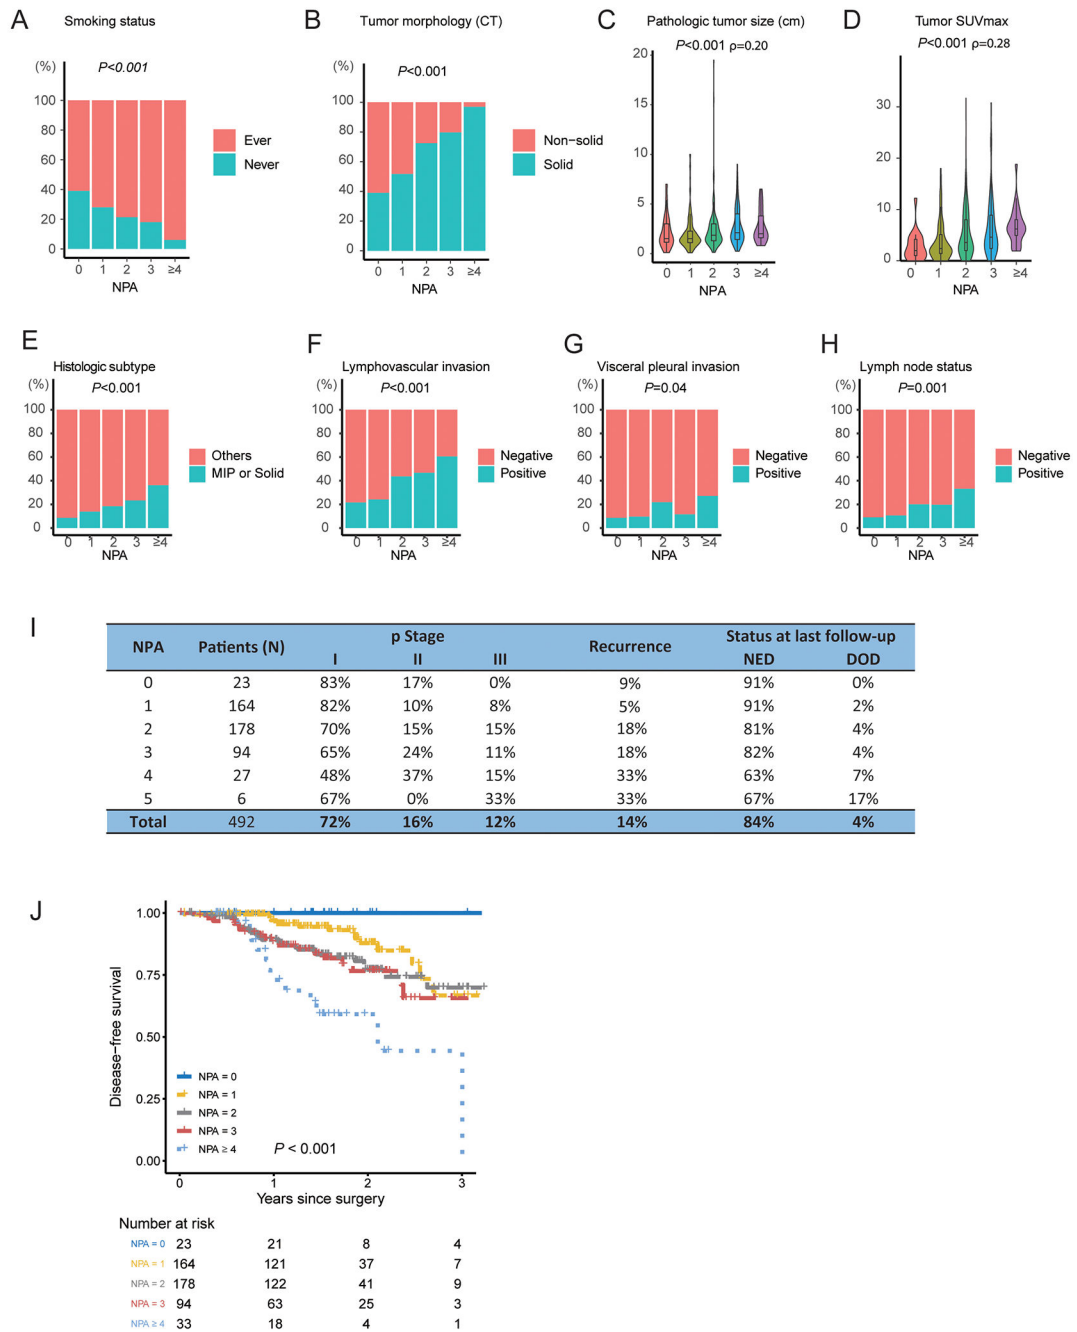 A
Smoking status
(%)
P<0.001
100
80
60
40
20
0
0 1 2 3 ≥4
NPA
Ever
Never
B
Tumor morphology (CT)
(%)
P<0.001
100
80
60
40
20
0
0 1 2 3 ≥4
NPA
Non-solid
Solid
C
Pathologic tumor size (cm)
P<0.001 ρ=0.20
20
15
10
5
0
0 1 2 3 ≥4
NPA
D
Tumor SUVmax
P<0.001 ρ=0.28
30
20
10
0
0 1 2 3 ≥4
NPA
E
Histologic subtype
(%)
P<0.001
100
80
60
40
20
0
0 1 2 3 ≥4
NPA
Others
MIP or Solid
F
Lymphovascular invasion
(%)
P<0.001
100
80
60
40
20
0
0 1 2 3 ≥4
NPA
Negative
Positive
G
Visceral pleural invasion
(%)
P=0.04
100
80
60
40
20
0
0 1 2 3 ≥4
NPA
Negative
Positive
H
Lymph node status
(%)
P=0.001
100
80
60
40
20
0
0 1 2 3 ≥4
NPA
Negative
Positive
I
NPA Patients (N) p Stage Recurrence Status at last follow-up
I II III NED DOD
0 23 83% 17% 0% 9% 91% 0%
1 164 82% 10% 8% 5% 91% 2%
2 178 70% 15% 15% 18% 81% 4%
3 94 65% 24% 11% 18% 82% 4%
4 27 48% 37% 15% 33% 63% 7%
5 6 67% 0% 33% 33% 67% 17%
Total 492 72% 16% 12% 14% 84% 4%
J
Disease−free survival
1.00
0.75
0.50
0.25
0.00
NPA = 0
NPA = 1
NPA = 2
NPA = 3
NPA ≥ 4
P < 0.001
0 1 2 3
Years since surgery
Number at risk
NPA = 0 23 21 8 4
NPA = 1 164 121 37 7
NPA = 2 178 122 41 9
NPA = 3 94 63 25 3
NPA ≥ 4 33 18 4 1